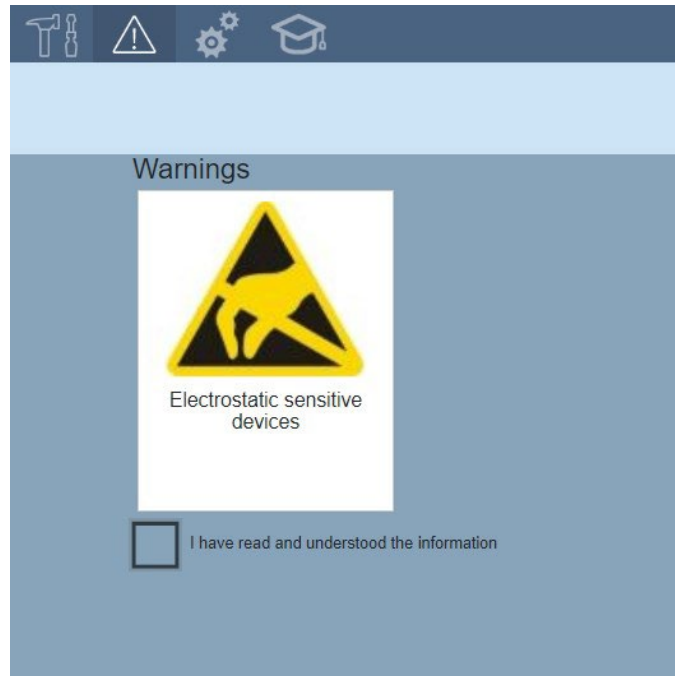 Warnings
Electrostatic sensitive
devices
I have read and understood the information